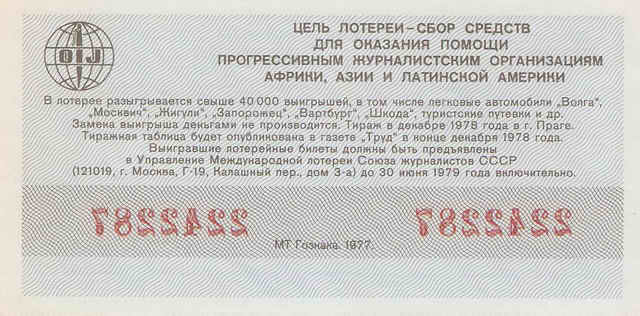 OIJ
ЦЕЛЬ ЛОТЕРЕИ–СБОР СРЕДСТВ
ДЛЯ ОКАЗАНИЯ ПОМОЩИ
ПРОГРЕССИВНЫМ ЖУРНАЛИСТСКИМ ОРГАНИЗАЦИЯМ
АФРИКИ, АЗИИ И ЛАТИНСКОЙ АМЕРИКИ
В лотерее разыгрывается свыше 40 000 выигрышей, в том числе легковые автомобили „Волга“,
„Москвич“, „Жигули“, „Запорожец“, „Вартбург“, „Шкода“, туристские путевки и др.
Замена выигрыша деньгами не производится. Тираж в декабре 1978 года в г. Праге.
Тиражная таблица будет опубликована в газете „Труд“ в конце декабря 1978 года.
Выигравшие лотерейные билеты должны быть предъявлены
в Управление Международной лотереи Союза журналистов СССР
(121019, г. Москва, Г-19, Калашный пер., дом 3-а) до 30 июня 1979 года включительно.
2242287 2242287
МТ Гознака. 1977.